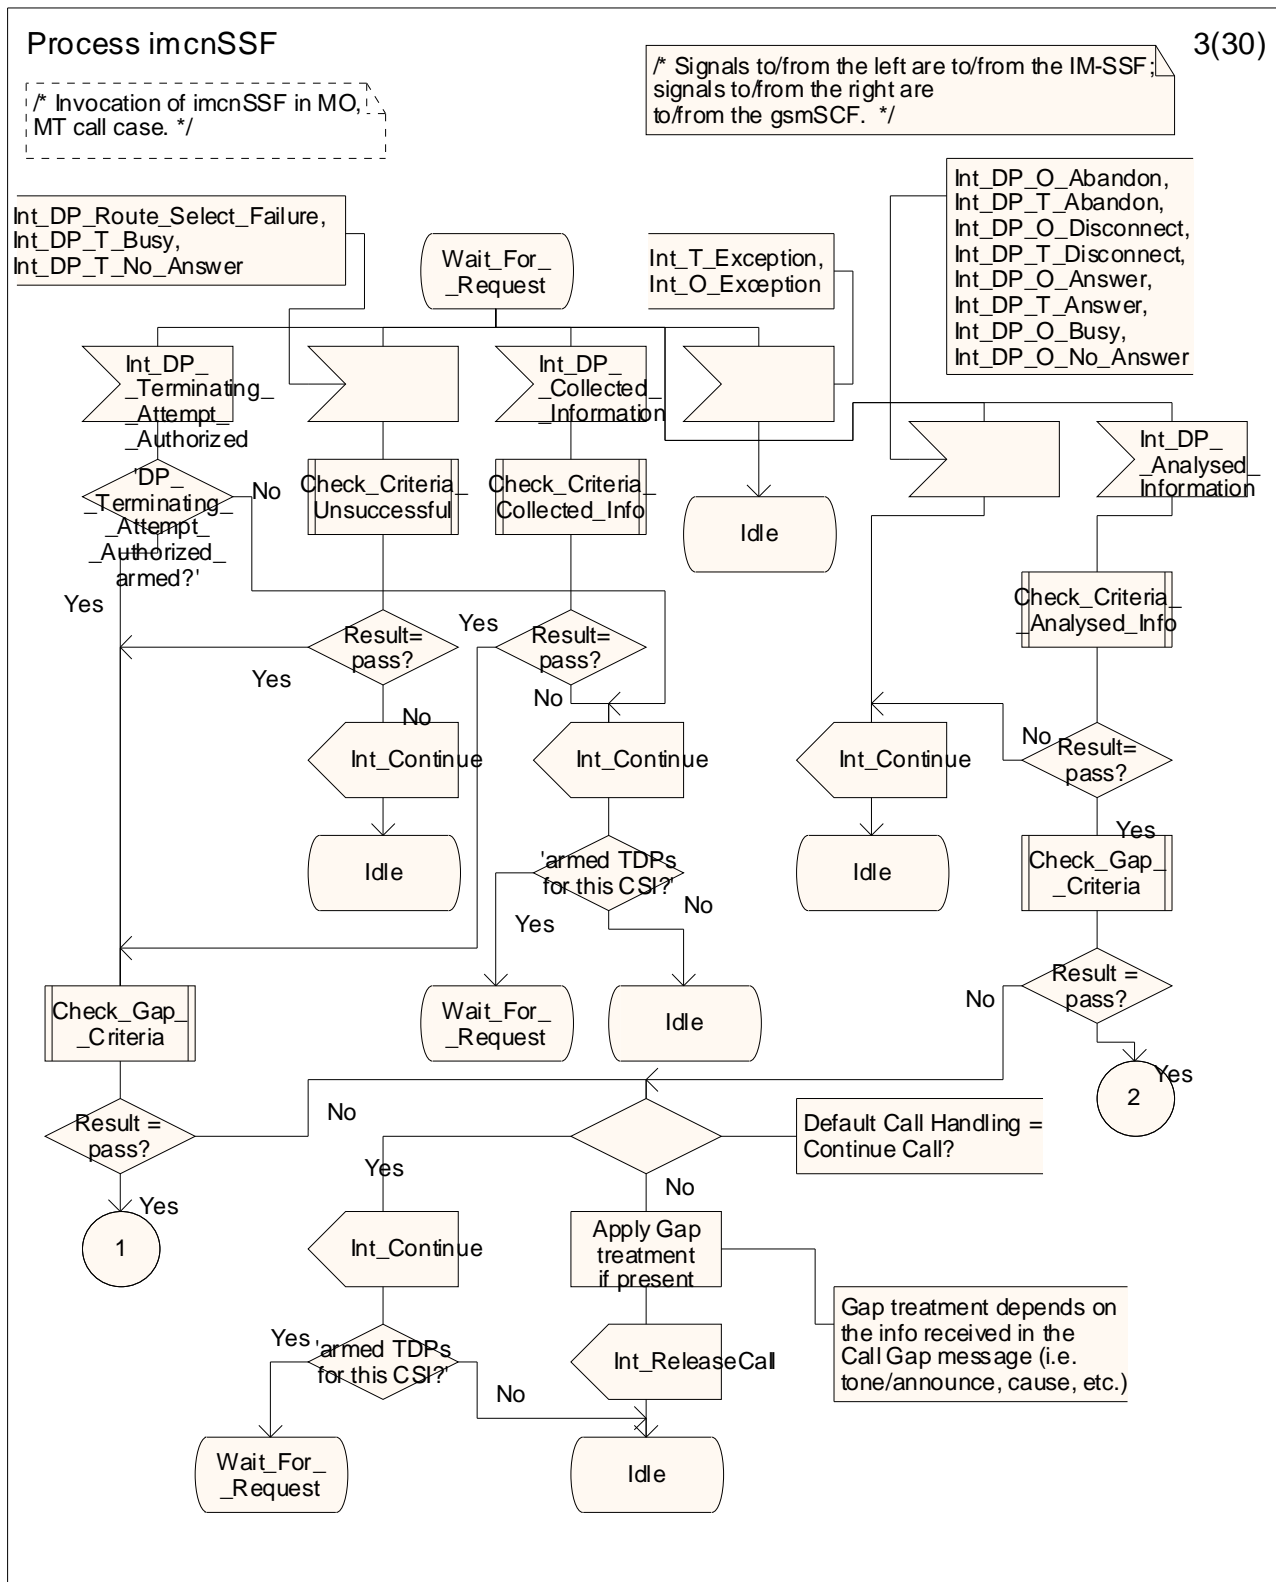 Process imcnSSF
3(30)
/* Invocation of imcnSSF in MO,
MT call case. */
/* Signals to/from the left are to/from the IM-SSF;
signals to/from the right are
to/from the gsmSCF. */
Int_DP_Route_Select_Failure,
Int_DP_T_Busy,
Int_DP_T_No_Answer
Wait_For_
_Request
Int_T_Exception,
Int_O_Exception
Int_DP_O_Abandon,
Int_DP_T_Abandon,
Int_DP_O_Disconnect,
Int_DP_T_Disconnect,
Int_DP_O_Answer,
Int_DP_T_Answer,
Int_DP_O_Busy,
Int_DP_O_No_Answer
Int_DP_
_Terminating_
_Attempt_
_Authorized
Int_DP_
_Collected_
_Information
Int_DP_
_Analysed_
_Information
'DP_
_Terminating_
_Attempt_
_Authorized_
armed?'
No
Yes
Check_Criteria_
_Unsuccessful
Check_Criteria_
_Collected_Info
Idle
Check_Criteria_
_Analysed_Info
Result=
pass?
Yes
No
Result=
pass?
Yes
No
Result=
pass?
No
Yes
Int_Continue
Int_Continue
Int_Continue
Idle
'armed TDPs
for this CSI?'
Yes
No
Idle
Check_Gap_
_Criteria
Check_Gap_
_Criteria
Wait_For_
_Request
Idle
Result =
pass?
No
Yes
2
Result =
pass?
No
Yes
1
Default Call Handling =
Continue Call?
Yes
No
Int_Continue
Apply Gap
treatment
if present
Gap treatment depends on
the info received in the
Call Gap message (i.e.
tone/announce, cause, etc.)
'armed TDPs
for this CSI?'
Yes
No
Int_ReleaseCall
Wait_For_
_Request
Idle